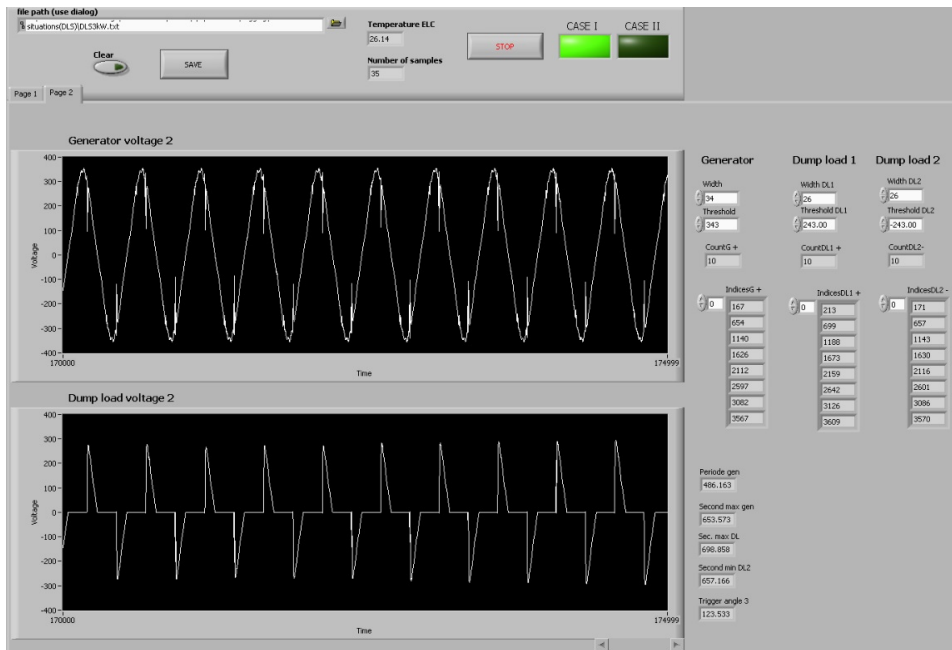 file path (use dialog)
situations(DLS)\DLS3kW.txt
Temperature ELC
26.14
Number of samples
35
Clear
SAVE
STOP
CASE I
CASE II
Page 1
Page 2
Generator voltage 2
Voltage
400
300
200
100
0
-100
-200
-300
-400
170000
174999
Time
Dump load voltage 2
Voltage
400
300
200
100
0
-100
-200
-300
-400
170000
174999
Time
Generator
Width
34
Threshold
343
CountG +
10
IndicesG +
0
167
654
1140
1626
2112
2597
3082
3567
Dump load 1
Width DL1
26
Threshold DL1
243.00
CountDL1 +
10
IndicesDL1 +
0
213
699
1188
1673
2159
2642
3126
3609
Dump load 2
Width DL2
26
Threshold DL2
-243.00
CountDL2-
10
IndicesDL2 -
0
171
657
1143
1630
2116
2601
3086
3570
Periode gen
486.163
Second max gen
653.573
Sec. max DL
698.858
Second min DL2
657.166
Trigger angle 3
123.533